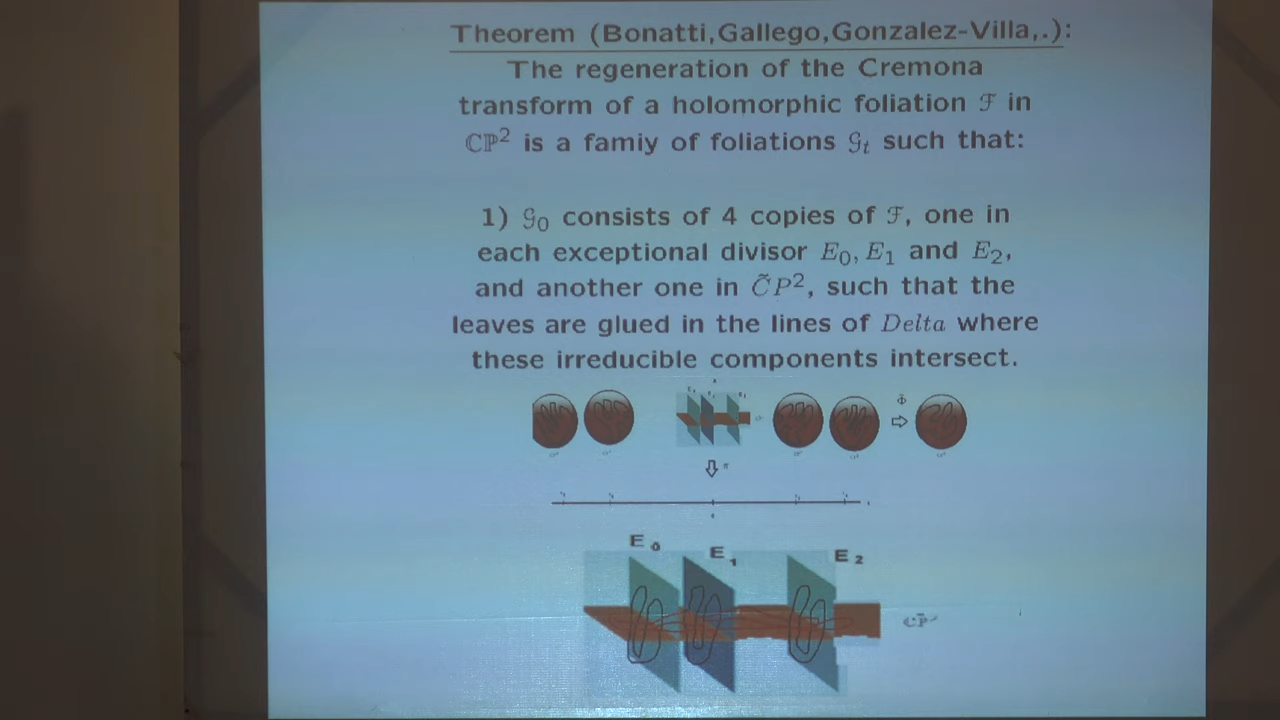 Theorem (Bonatti,Gallego,Gonzalez-Villa,.):
The regeneration of the Cremona
transform of a holomorphic foliation ℱ in
ℂℙ² is a famiy of foliations 𝒢ₜ such that:
1) 𝒢₀ consists of 4 copies of ℱ, one in
each exceptional divisor E₀, E₁ and E₂,
and another one in C̃P², such that the
leaves are glued in the lines of Delta where
these irreducible components intersect.
E₀ E₁ E₂